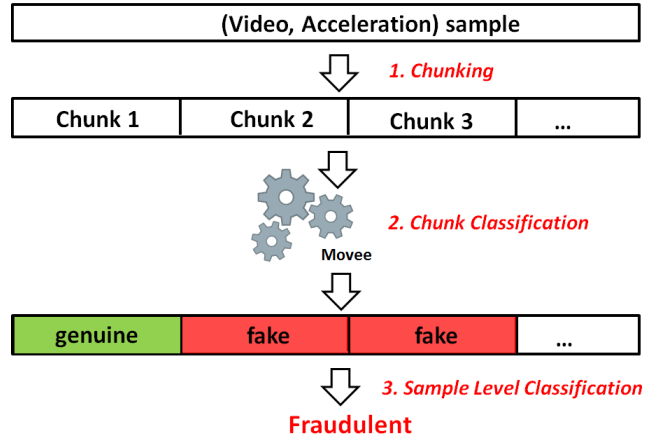 (Video, Acceleration) sample
1. Chunking
Chunk 1 Chunk 2 Chunk 3 ...
2. Chunk Classification
Movee
genuine fake fake ...
3. Sample Level Classification
Fraudulent